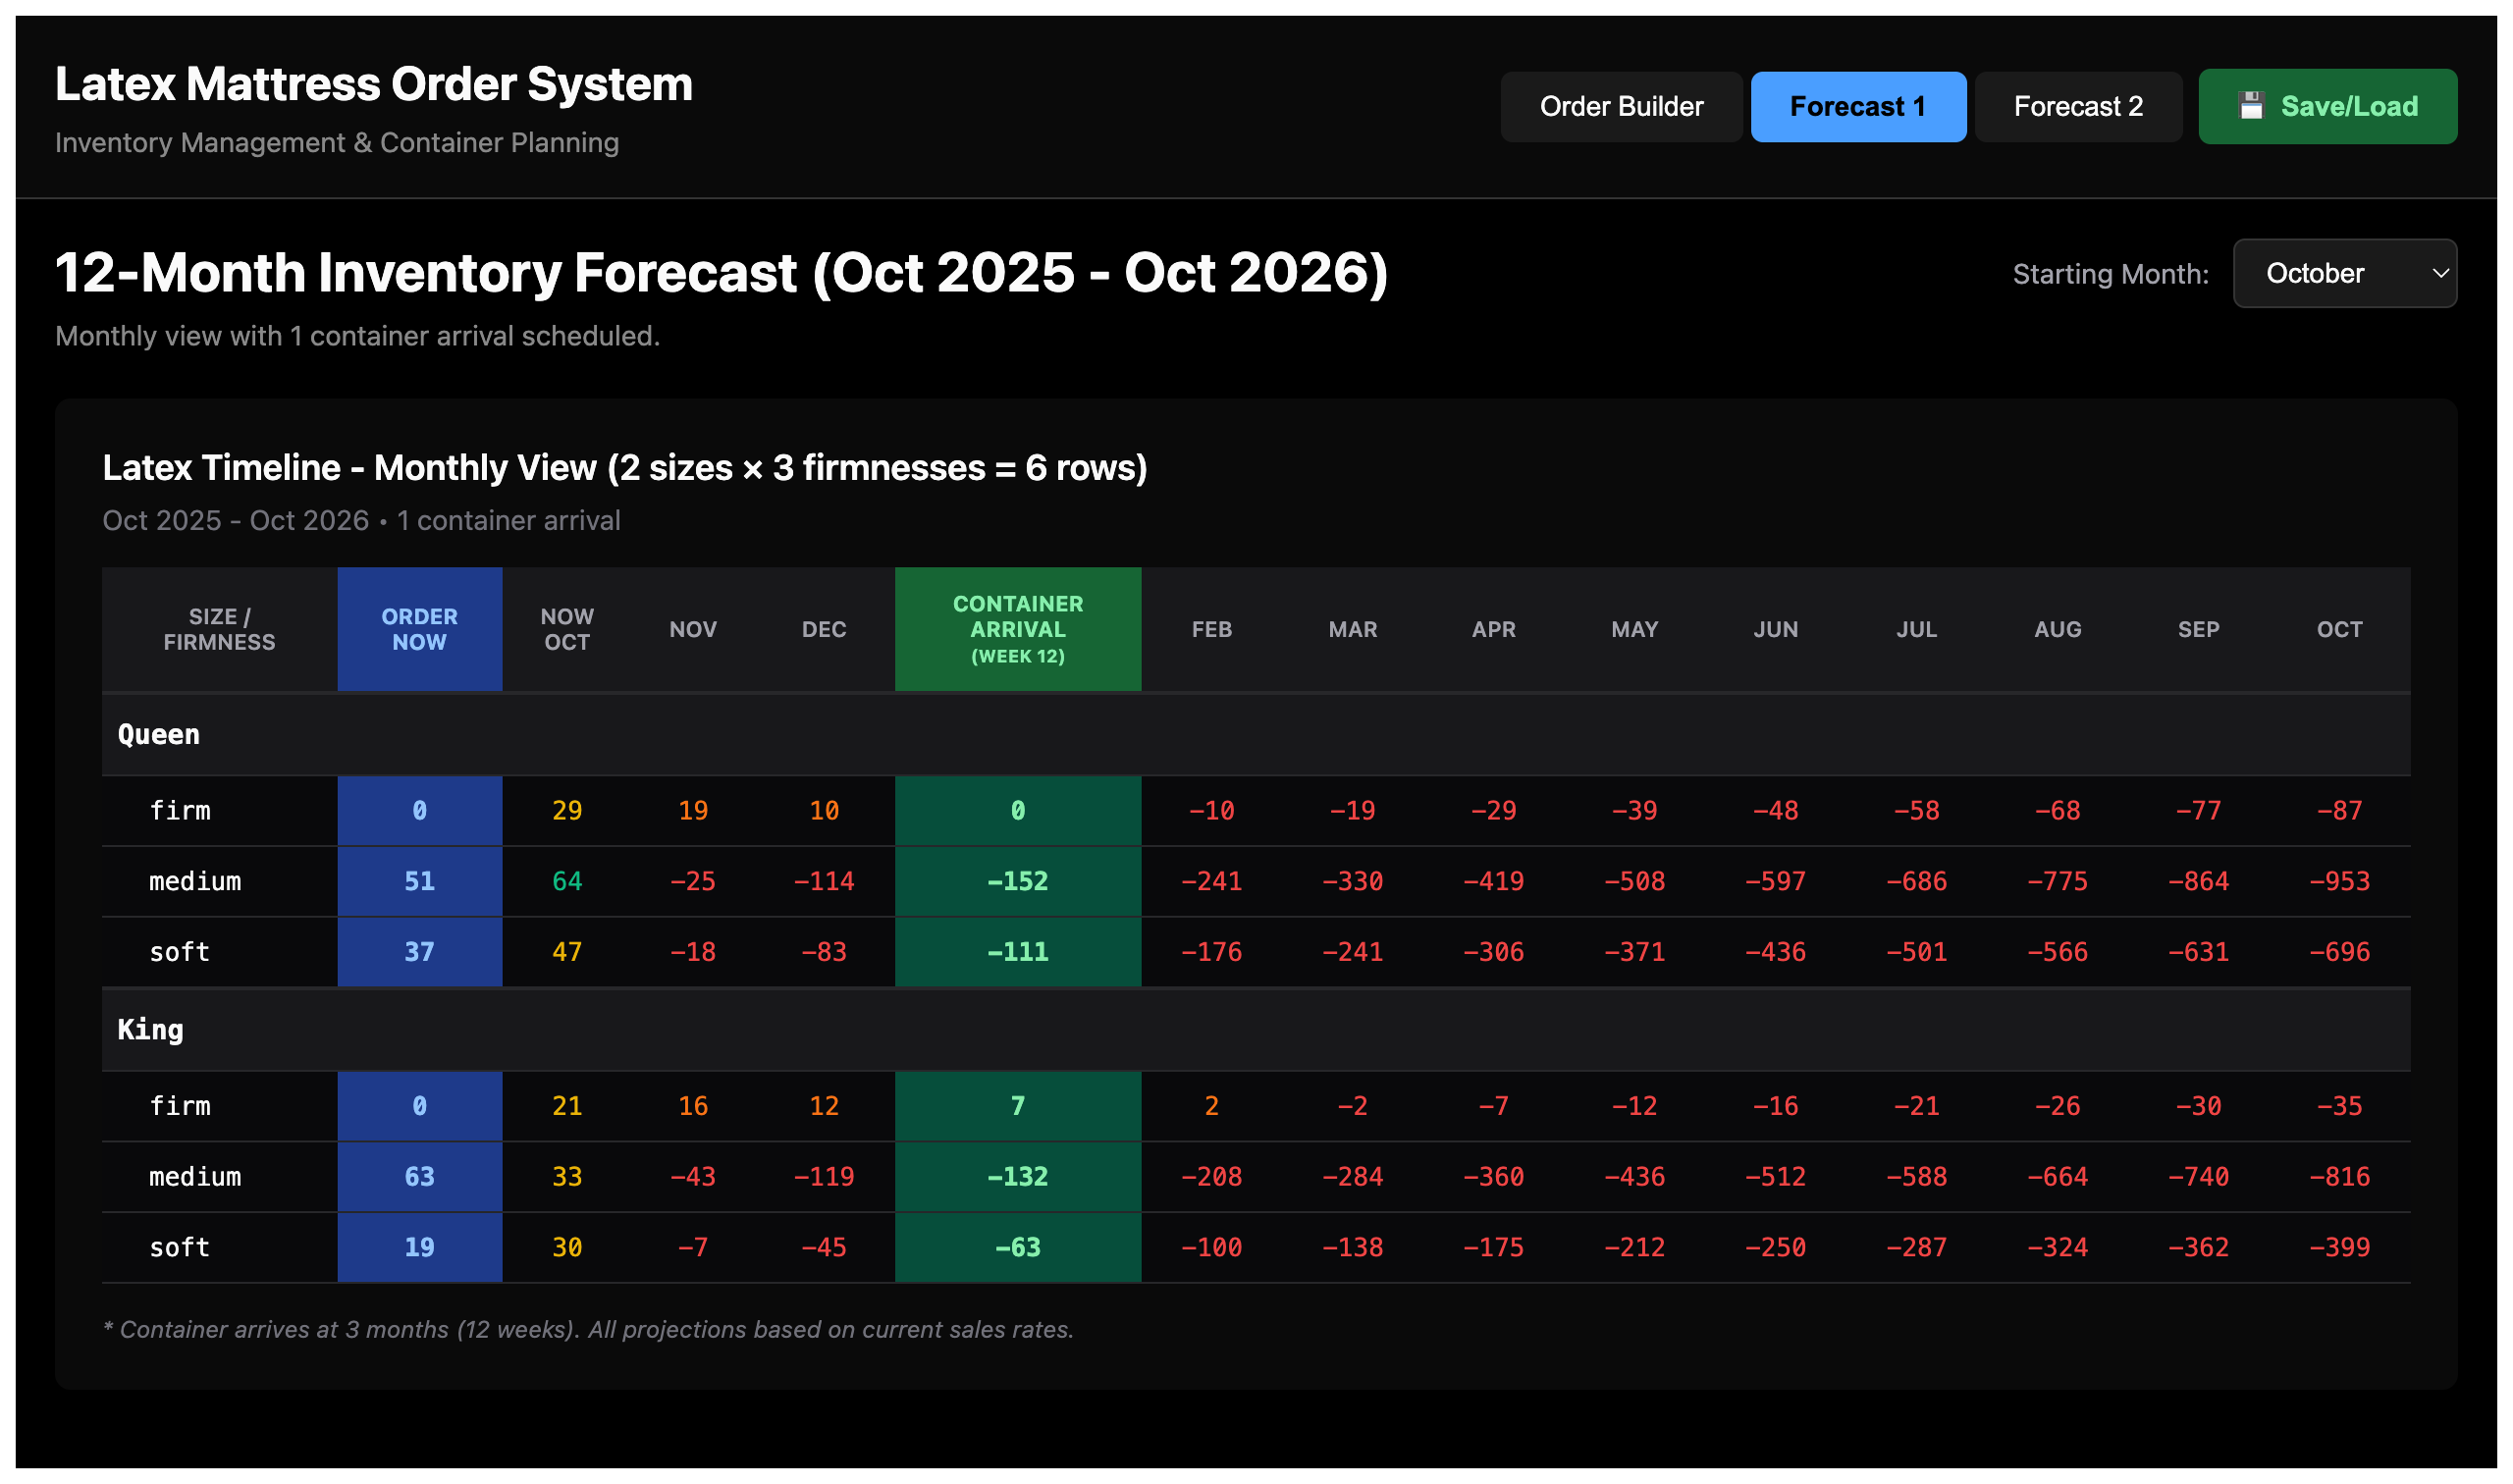 Latex Mattress Order System
Inventory Management & Container Planning
Order Builder
Forecast 1
Forecast 2
💾 Save/Load
12-Month Inventory Forecast (Oct 2025 - Oct 2026)
Starting Month: October
Monthly view with 1 container arrival scheduled.
Latex Timeline - Monthly View (2 sizes × 3 firmnesses = 6 rows)
Oct 2025 - Oct 2026 • 1 container arrival
SIZE / FIRMNESS ORDER NOW NOW OCT NOV DEC CONTAINER ARRIVAL (WEEK 12) FEB MAR APR MAY JUN JUL AUG SEP OCT
Queen
firm 0 29 19 10 0 -10 -19 -29 -39 -48 -58 -68 -77 -87
medium 51 64 -25 -114 -152 -241 -330 -419 -508 -597 -686 -775 -864 -953
soft 37 47 -18 -83 -111 -176 -241 -306 -371 -436 -501 -566 -631 -696
King
firm 0 21 16 12 7 2 -2 -7 -12 -16 -21 -26 -30 -35
medium 63 33 -43 -119 -132 -208 -284 -360 -436 -512 -588 -664 -740 -816
soft 19 30 -7 -45 -63 -100 -138 -175 -212 -250 -287 -324 -362 -399
* Container arrives at 3 months (12 weeks). All projections based on current sales rates.